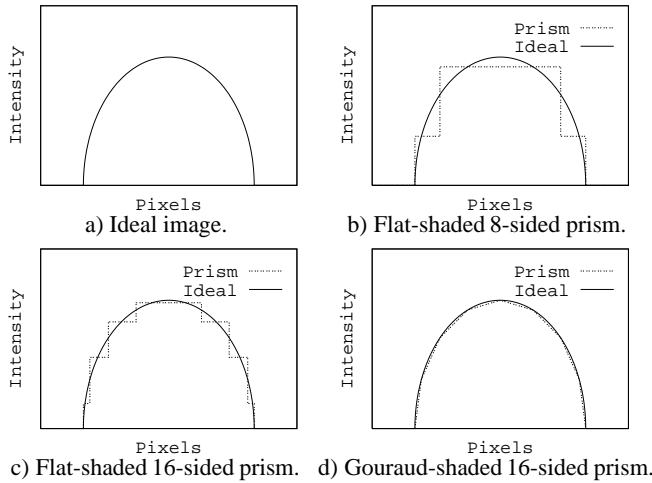 Intensity
Pixels
a) Ideal image.
Intensity
Prism
Ideal
Pixels
b) Flat-shaded 8-sided prism.
Intensity
Prism
Ideal
Pixels
c) Flat-shaded 16-sided prism.
Intensity
Prism
Ideal
Pixels
d) Gouraud-shaded 16-sided prism.